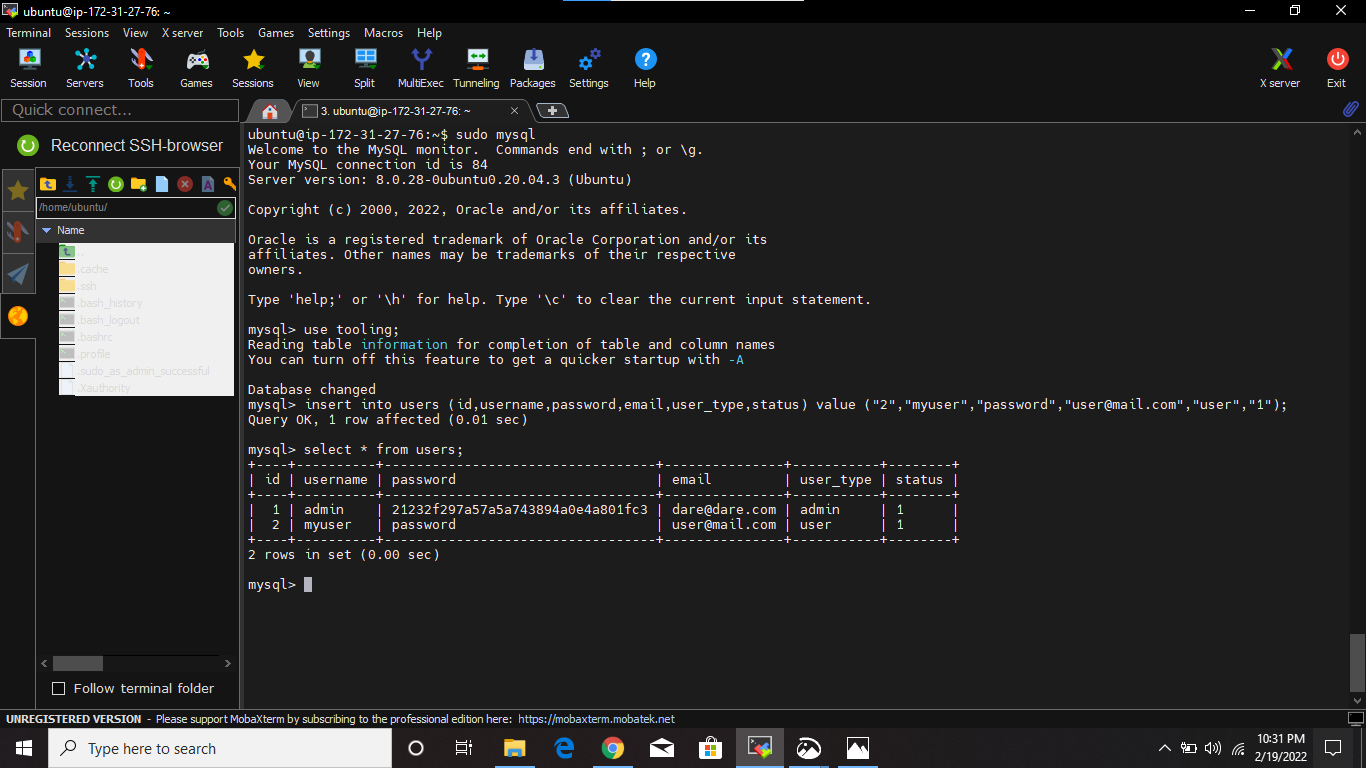 ubuntu@ip-172-31-27-76: ~
Terminal Sessions View X server Tools Games Settings Macros Help
Session Servers Tools Games Sessions View Split MultiExec Tunneling Packages Settings Help X server Exit
Quick connect...
3. ubuntu@ip-172-31-27-76: ~
Reconnect SSH-browser
/home/ubuntu/
Name
..
.cache
.ssh
.bash_history
.bash_logout
.bashrc
.profile
.sudo_as_admin_successful
.Xauthority
Follow terminal folder
ubuntu@ip-172-31-27-76:~$ sudo mysql
Welcome to the MySQL monitor.  Commands end with ; or \g.
Your MySQL connection id is 84
Server version: 8.0.28-0ubuntu0.20.04.3 (Ubuntu)
Copyright (c) 2000, 2022, Oracle and/or its affiliates.
Oracle is a registered trademark of Oracle Corporation and/or its
affiliates. Other names may be trademarks of their respective
owners.
Type 'help;' or '\h' for help. Type '\c' to clear the current input statement.
mysql> use tooling;
Reading table information for completion of table and column names
You can turn off this feature to get a quicker startup with -A
Database changed
mysql> insert into users (id,username,password,email,user_type,status) value ("2","myuser","password","user@mail.com","user","1");
Query OK, 1 row affected (0.01 sec)
mysql> select * from users;
+----+----------+----------------------------------+---------------+-----------+--------+
| id | username | password                         | email         | user_type | status |
+----+----------+----------------------------------+---------------+-----------+--------+
|  1 | admin    | 21232f297a57a5a743894a0e4a801fc3 | dare@dare.com | admin     | 1      |
|  2 | myuser   | password                         | user@mail.com | user      | 1      |
+----+----------+----------------------------------+---------------+-----------+--------+
2 rows in set (0.00 sec)
mysql>
UNREGISTERED VERSION - Please support MobaXterm by subscribing to the professional edition here: https://mobaxterm.mobatek.net
Type here to search
10:31 PM
2/19/2022